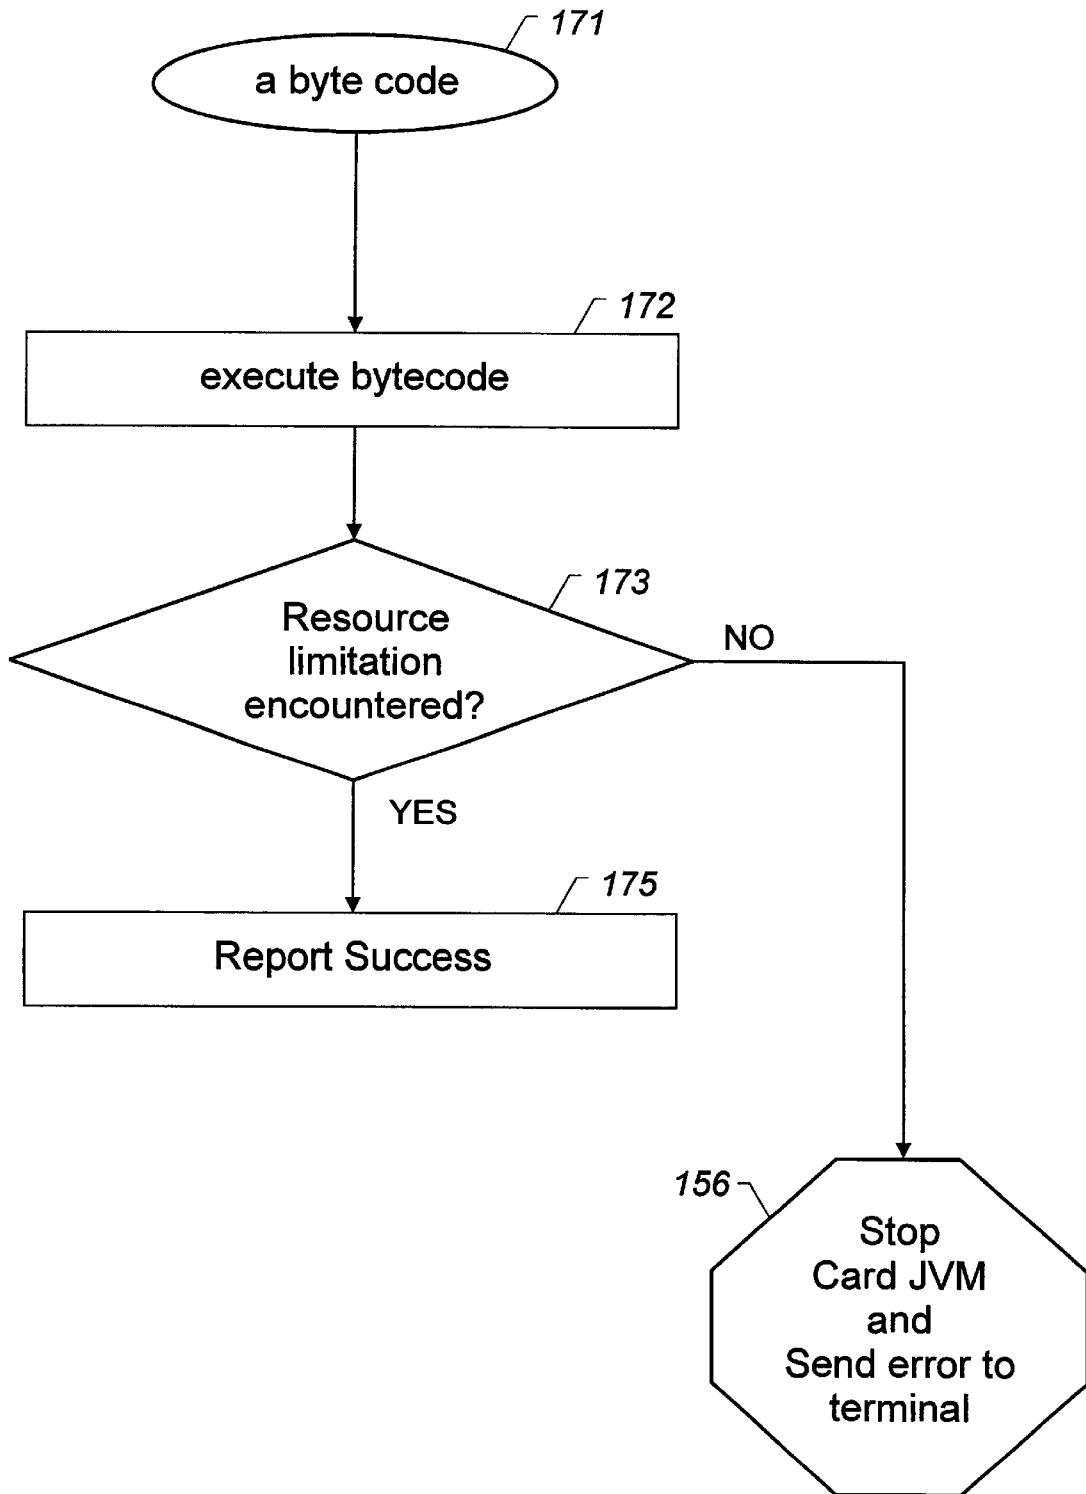 171
a byte code
172
execute bytecode
173
Resource
limitation
encountered?
NO
YES
175
Report Success
156
Stop
Card JVM
and
Send error to
terminal